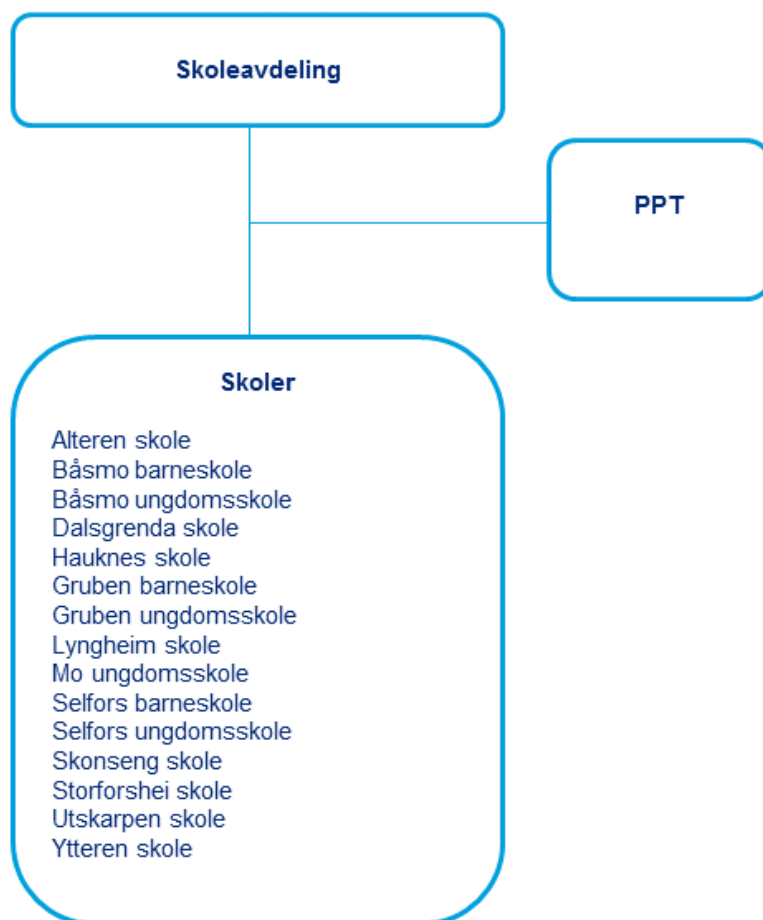 Skoleavdeling
PPT
Skoler
Alteren skole
Båsmo barneskole
Båsmo ungdomsskole
Dalsgrenda skole
Hauknes skole
Gruben barneskole
Gruben ungdomsskole
Lyngheim skole
Mo ungdomsskole
Selfors barneskole
Selfors ungdomsskole
Skonseng skole
Storforshei skole
Utskarpen skole
Ytteren skole